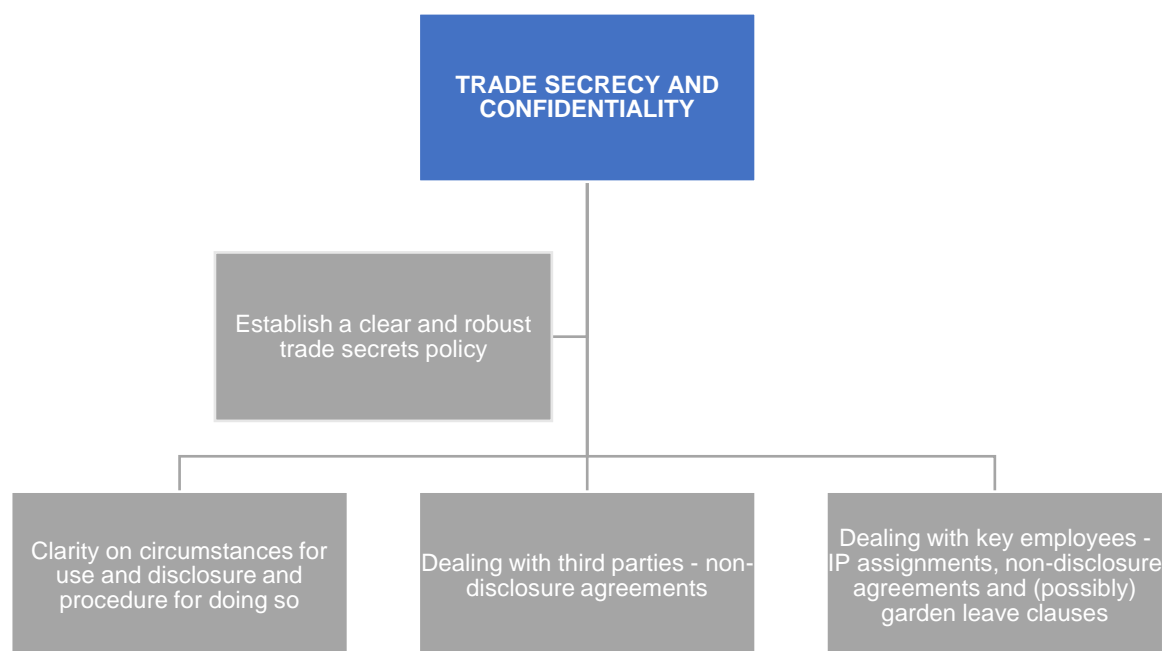 TRADE SECRECY AND
CONFIDENTIALITY
Establish a clear and robust
trade secrets policy
Clarity on circumstances for
use and disclosure and
procedure for doing so
Dealing with third parties - non-
disclosure agreements
Dealing with key employees -
IP assignments, non-disclosure
agreements and (possibly)
garden leave clauses